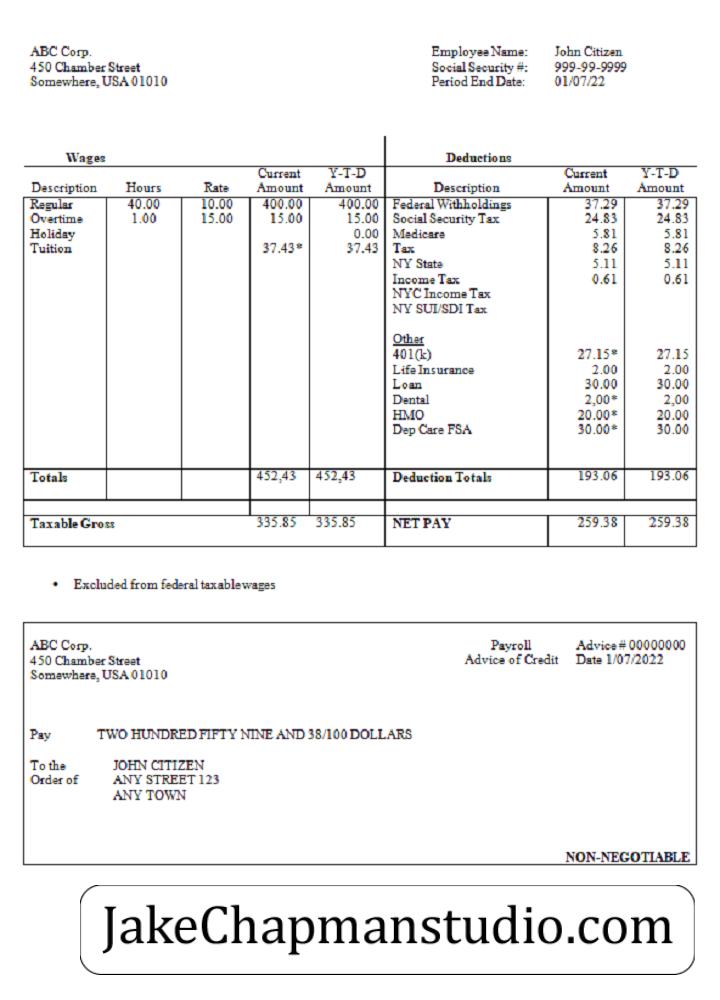 ABC Corp. Employee Name: John Citizen
450 Chamber Street Social Security #: 999-99-9999
Somewhere, USA 01010 Period End Date: 01/07/22
Wages Deductions
Current Y-T-D Current Y-T-D
Description Hours Rate Amount Amount Description Amount Amount
Regular 40.00 10.00 400.00 400.00 Federal Withholdings 37.29 37.29
Overtime 1.00 15.00 15.00 15.00 Social Security Tax 24.83 24.83
Holiday 0.00 Medicare 5.81 5.81
Tuition 37.43* 37.43 Tax 8.26 8.26
NY State 5.11 5.11
Income Tax 0.61 0.61
NYC Income Tax
NY SUI/SDI Tax
Other
401(k) 27.15* 27.15
Life Insurance 2.00 2.00
Loan 30.00 30.00
Dental 2,00* 2,00
HMO 20.00* 20.00
Dep Care FSA 30.00* 30.00
Totals 452,43 452,43 Deduction Totals 193.06 193.06
Taxable Gross 335.85 335.85 NET PAY 259.38 259.38
• Excluded from federal taxable wages
ABC Corp. Payroll Advice # 00000000
450 Chamber Street Advice of Credit Date 1/07/2022
Somewhere, USA 01010
Pay TWO HUNDRED FIFTY NINE AND 38/100 DOLLARS
To the JOHN CITIZEN
Order of ANY STREET 123
ANY TOWN
NON-NEGOTIABLE
JakeChapmanstudio.com